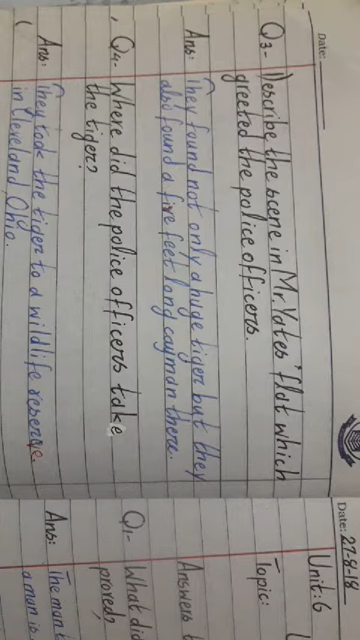 Date:
Q3- Describe the scene in Mr. Yates' flat which
greeted the police officers.
Ans: They found not only a huge tiger but they
also found a five feet long cayman there.
Q4- Where did the police officers take
the tiger?
Ans: They took the tiger to a wildlife reserve
in Cleveland, Ohio.
Date: 27-8-18
Unit: 6
Topic:
Answers
Q1- What did
proved,
Ans: The man
a man is